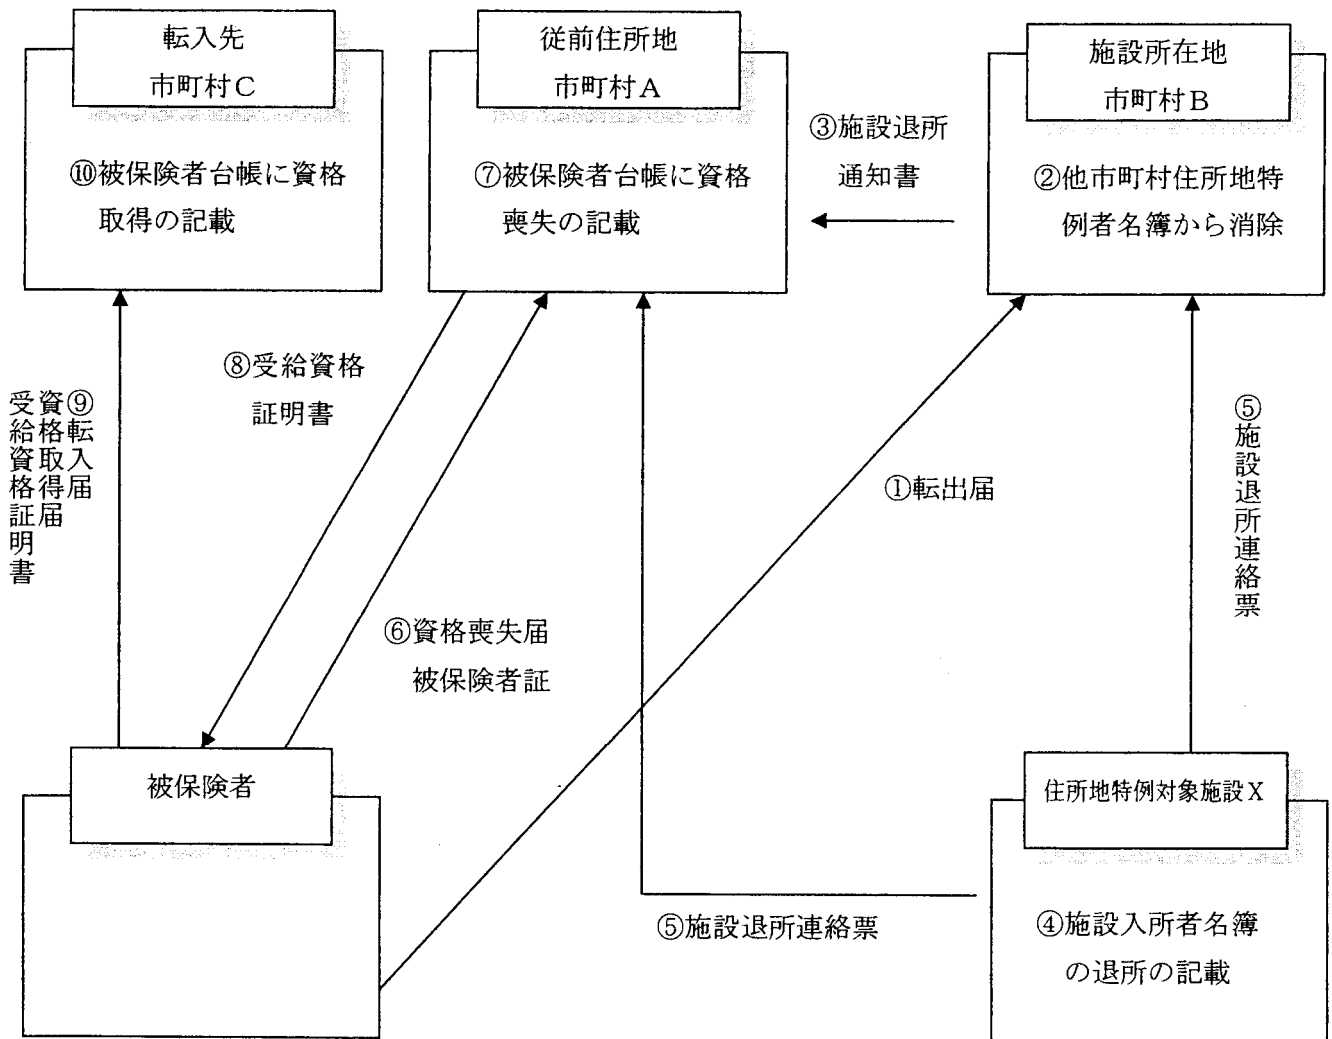 転入先
市町村C
⑩被保険者台帳に資格
取得の記載
従前住所地
市町村A
⑦被保険者台帳に資格
喪失の記載
③施設退所
通知書
施設所在地
市町村B
②他市町村住所地特
例者名簿から消除
⑨転入届
資格取得届
受給資格証明書
⑧受給資格
証明書
⑥資格喪失届
被保険者証
①転出届
⑤施設退所連絡票
被保険者
⑤施設退所連絡票
住所地特例対象施設X
④施設入所者名簿
の退所の記載